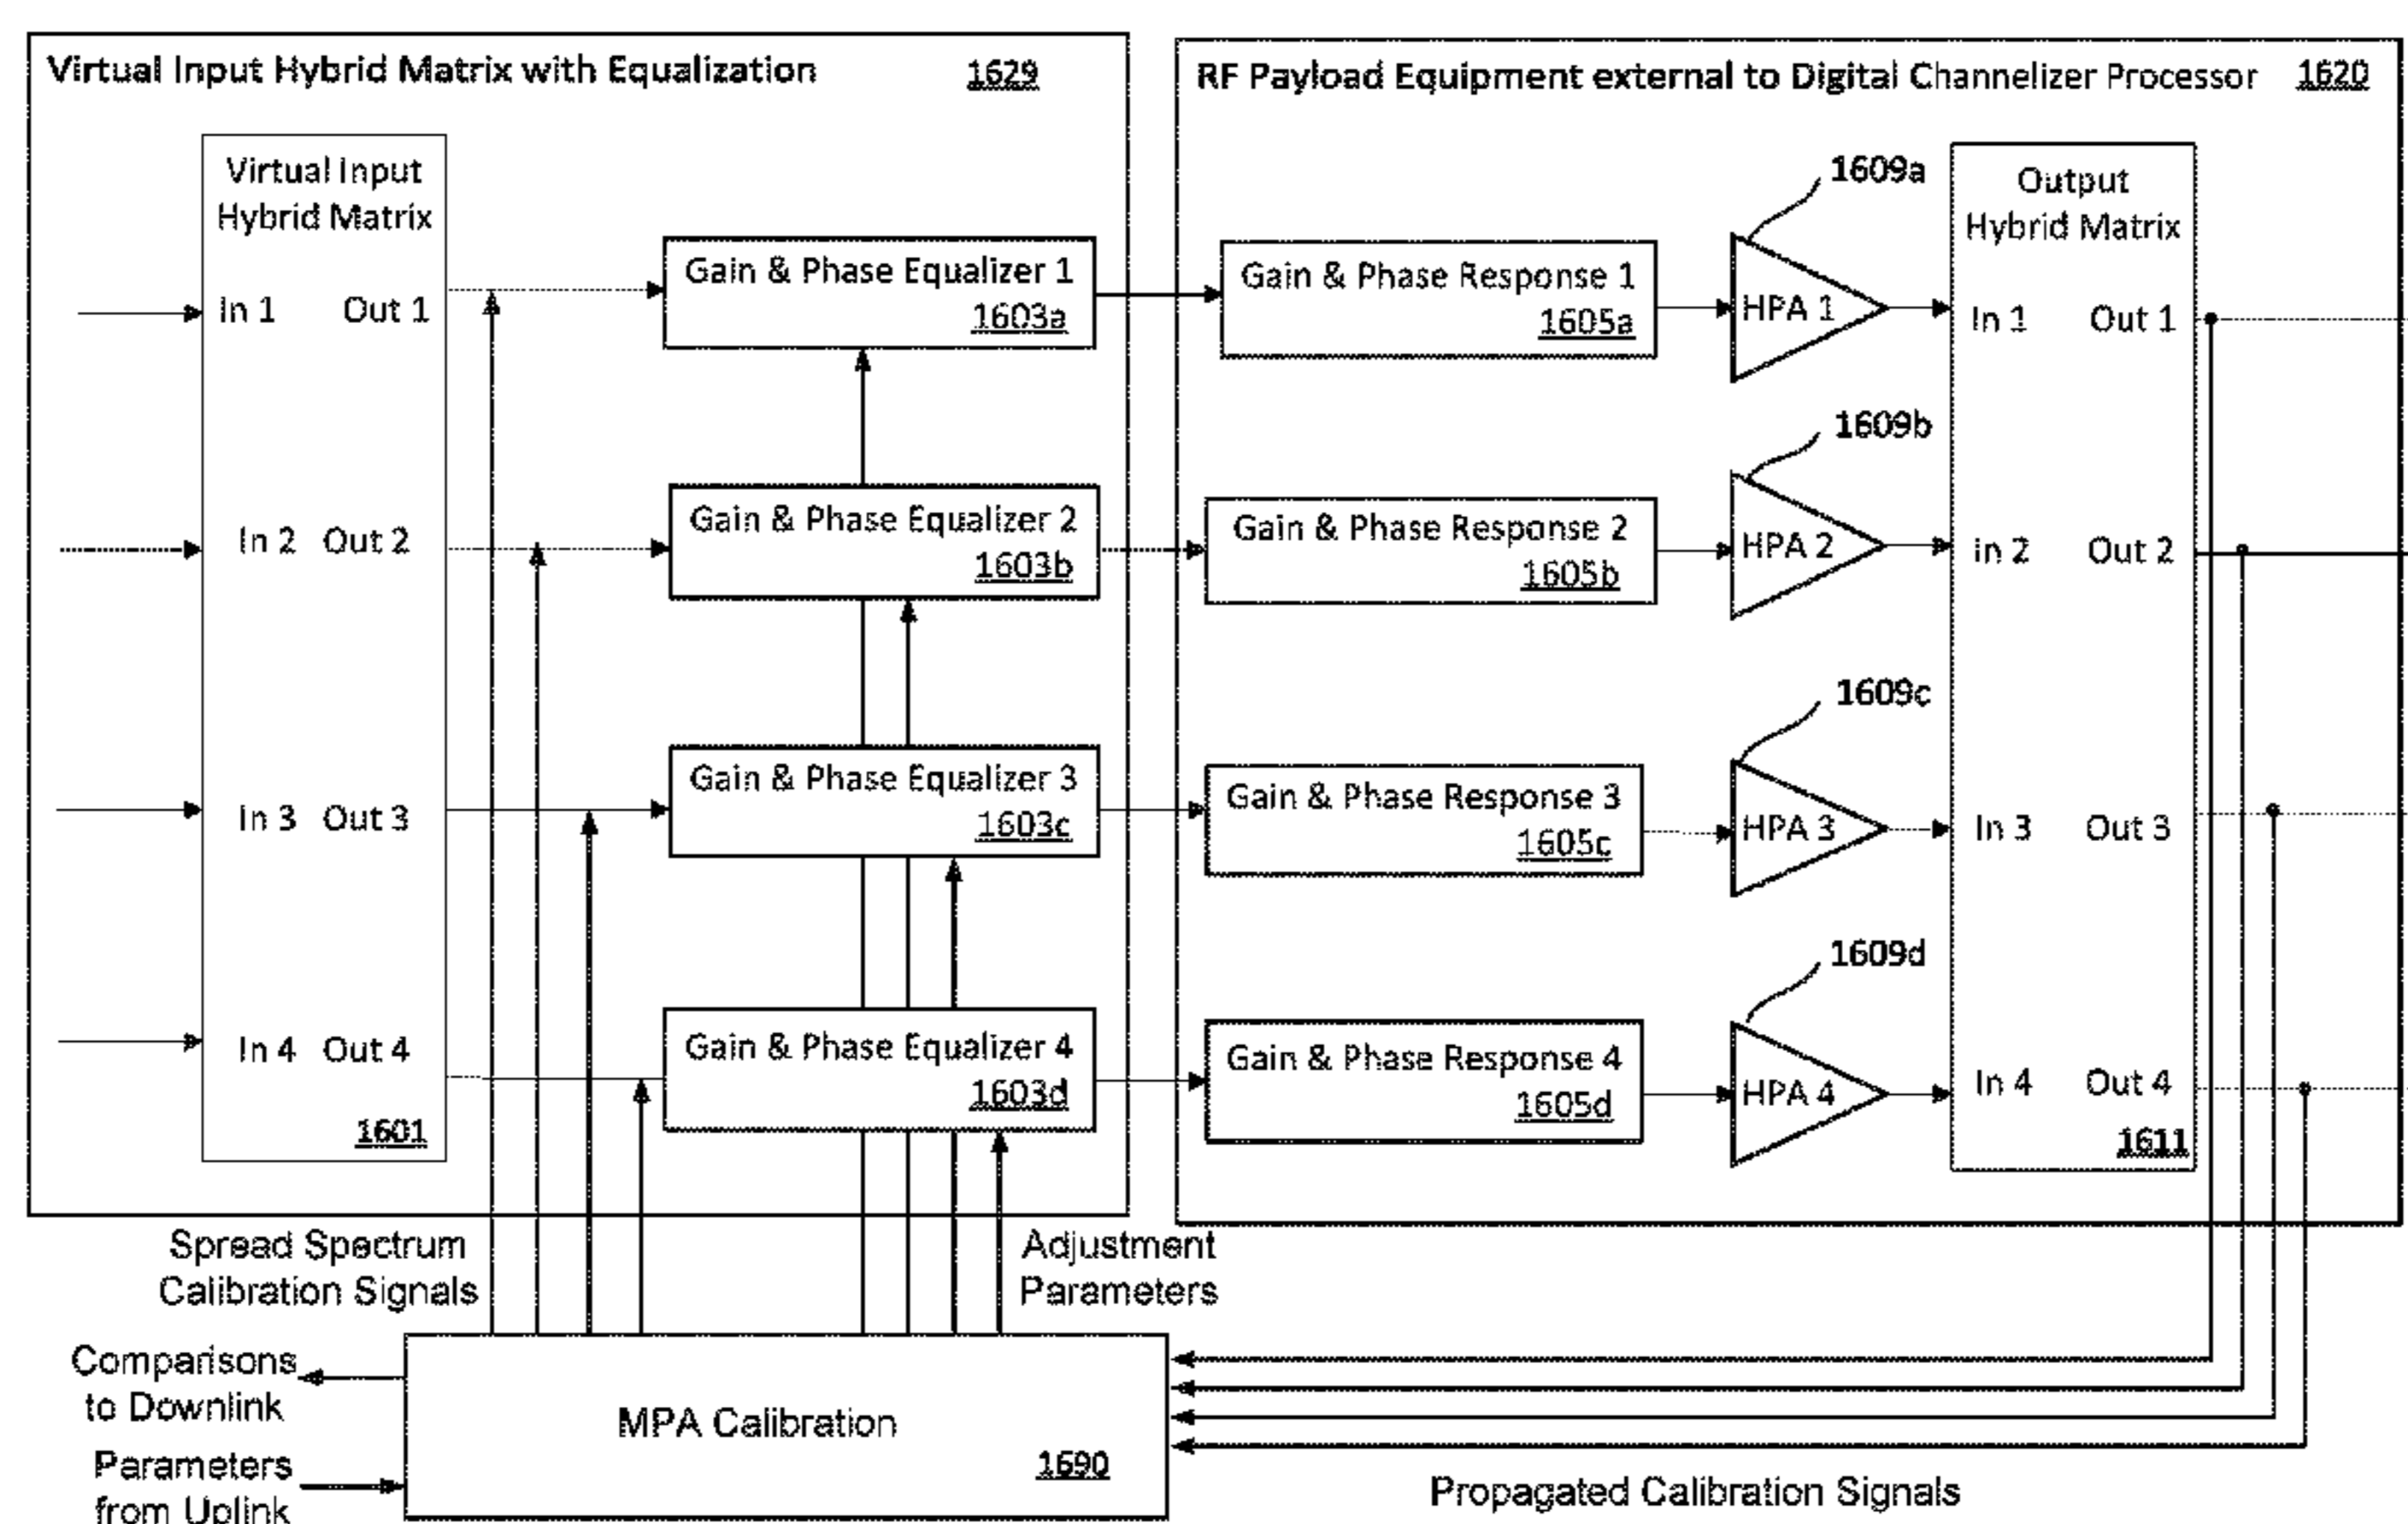 Virtual Input Hybrid Matrix with Equalization 1629
Virtual Input
Hybrid Matrix
In 1 Out 1
In 2 Out 2
In 3 Out 3
In 4 Out 4
1601
Gain & Phase Equalizer 1
1603a
Gain & Phase Equalizer 2
1603b
Gain & Phase Equalizer 3
1603c
Gain & Phase Equalizer 4
1603d
RF Payload Equipment external to Digital Channelizer Processor 1620
Gain & Phase Response 1
1605a
Gain & Phase Response 2
1605b
Gain & Phase Response 3
1605c
Gain & Phase Response 4
1605d
1609a
HPA 1
1609b
HPA 2
1609c
HPA 3
1609d
HPA 4
Output
Hybrid Matrix
In 1 Out 1
in 2 Out 2
In 3 Out 3
In 4 Out 4
1611
Spread Spectrum
Calibration Signals
Adjustment
Parameters
Comparisons
to Downlink
Parameters
from Uplink
MPA Calibration
1690
Propagated Calibration Signals